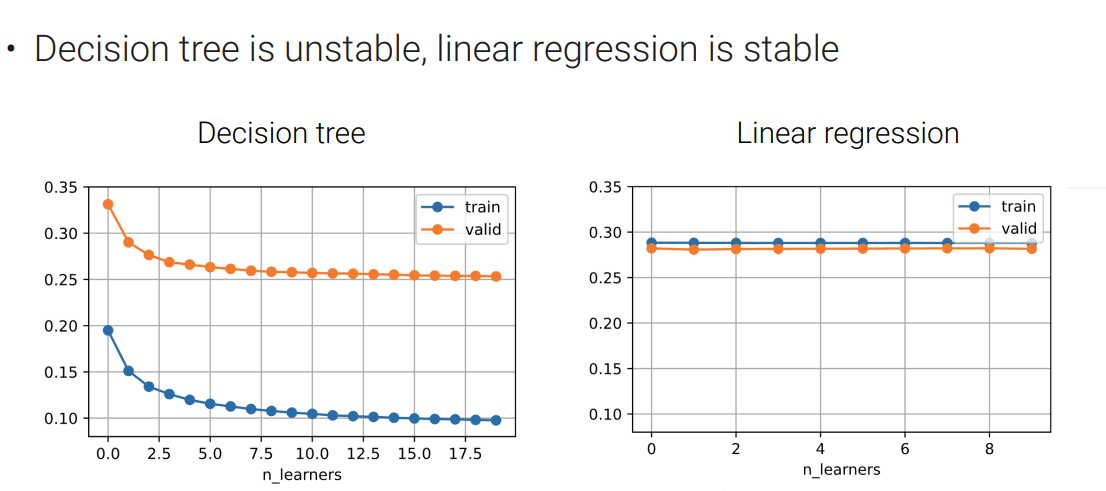 • Decision tree is unstable, linear regression is stable
Decision tree
0.35
0.30
0.25
0.20
0.15
0.10
train
valid
0.0 2.5 5.0 7.5 10.0 12.5 15.0 17.5
n_learners
Linear regression
0.35
0.30
0.25
0.20
0.15
0.10
train
valid
0 2 4 6 8
n_learners